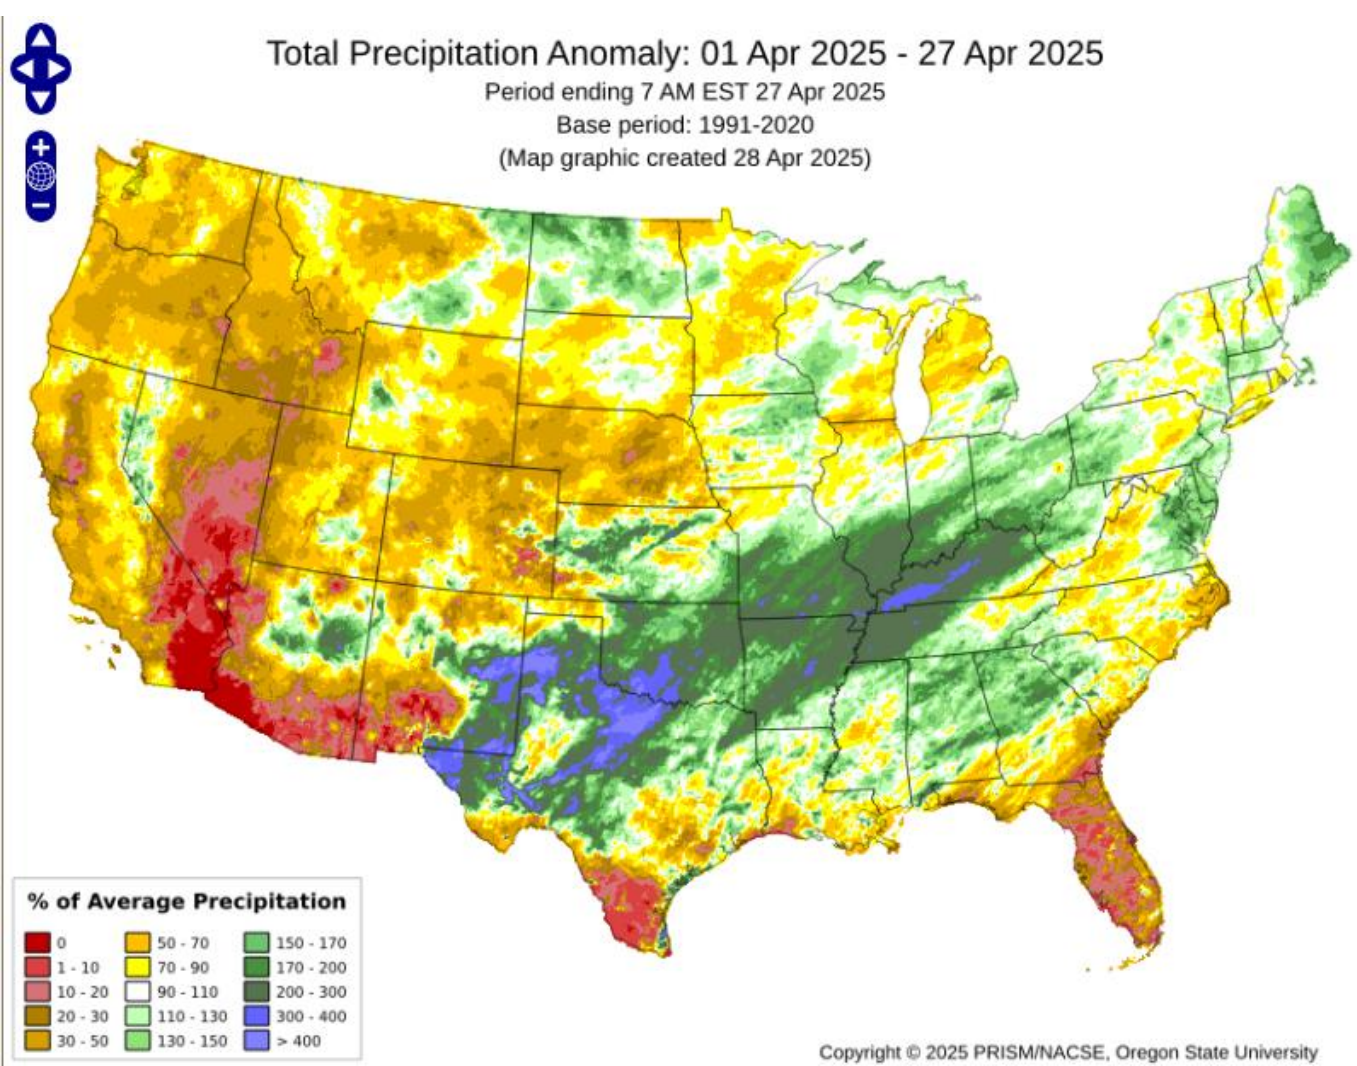 Total Precipitation Anomaly: 01 Apr 2025 - 27 Apr 2025
Period ending 7 AM EST 27 Apr 2025
Base period: 1991-2020
(Map graphic created 28 Apr 2025)
% of Average Precipitation
0
50 - 70
150 - 170
1 - 10
70 - 90
170 - 200
10 - 20
90 - 110
200 - 300
20 - 30
110 - 130
300 - 400
30 - 50
130 - 150
> 400
Copyright © 2025 PRISM/NACSE, Oregon State University